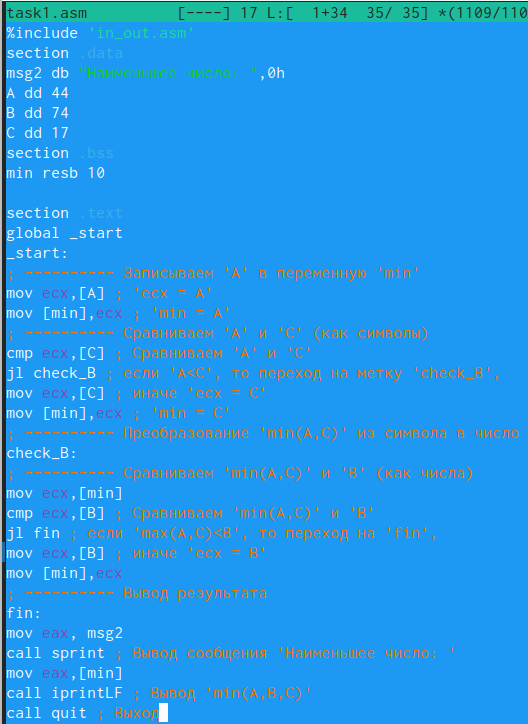 task1.asm [----] 17 L:[ 1+34 35/ 35] *(1109/110
%include 'in_out.asm'
section .data
msg2 db "Наименьшее число: ",0h
A dd 44
B dd 74
C dd 17
section .bss
min resb 10
section .text
global _start
_start:
; ---------- Записываем 'A' в переменную 'min'
mov ecx,[A] ; 'ecx = A'
mov [min],ecx ; 'min = A'
; ---------- Сравниваем 'A' и 'C' (как символы)
cmp ecx,[C] ; Сравниваем 'A' и 'C'
jl check_B ; если 'A<C', то переход на метку 'check_B',
mov ecx,[C] ; иначе 'ecx = C'
mov [min],ecx ; 'min = C'
; ---------- Преобразование 'min(A,C)' из символа в число
check_B:
; ---------- Сравниваем 'min(A,C)' и 'B' (как числа)
mov ecx,[min]
cmp ecx,[B] ; Сравниваем 'min(A,C)' и 'B'
jl fin ; если 'max(A,C)<B', то переход на 'fin',
mov ecx,[B] ; иначе 'ecx = B'
mov [min],ecx
; ---------- Вывод результата
fin:
mov eax, msg2
call sprint ; Вывод сообщения 'Наименьшее число: '
mov eax,[min]
call iprintLF ; Вывод 'min(A,B,C)'
call quit ; Выход